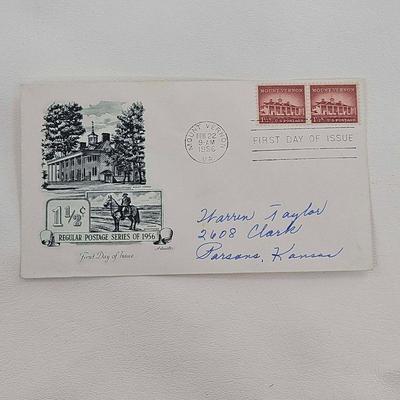 MOUNT VERNON MOUNT VERNON
1½¢ U.S. POSTAGE 1½¢ U.S. POSTAGE
MOUNT VERNON
FEB 22
9-AM
1956
VA.
FIRST DAY OF ISSUE
1½¢
REGULAR POSTAGE SERIES OF 1956
First Day of Issue
Warren Taylor
2608 Clark
Parsons, Kansas